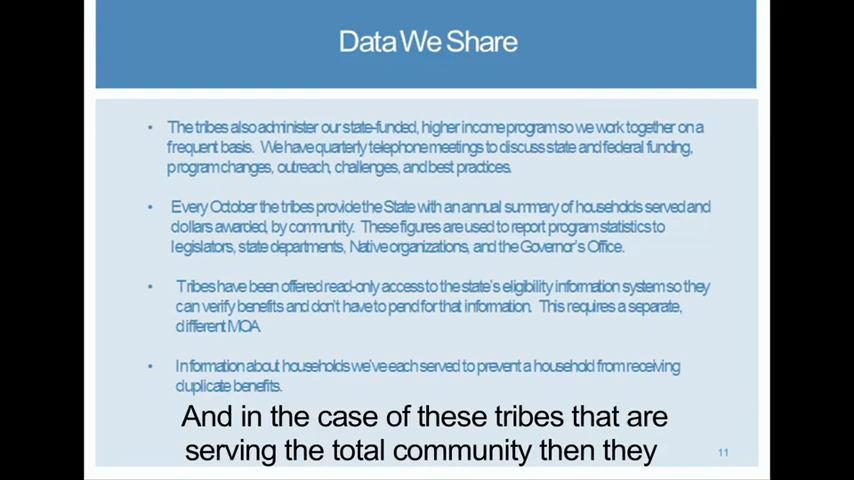 Data We Share
• The tribes also administer our state-funded, higher income program so we work together on a
frequent basis. We have quarterly telephone meetings to discuss state and federal funding,
program changes, outreach, challenges, and best practices.
• Every October the tribes provide the State with an annual summary of households served and
dollars awarded, by community. These figures are used to report program statistics to
legislators, state departments, Native organizations, and the Governor's Office.
• Tribes have been offered read-only access to the state's eligibility information system so they
can verify benefits and don't have to pend for that information. This requires a separate,
different MOA
• Information about households we've each served to prevent a household from receiving
duplicate benefits.
And in the case of these tribes that are
serving the total community then they
11